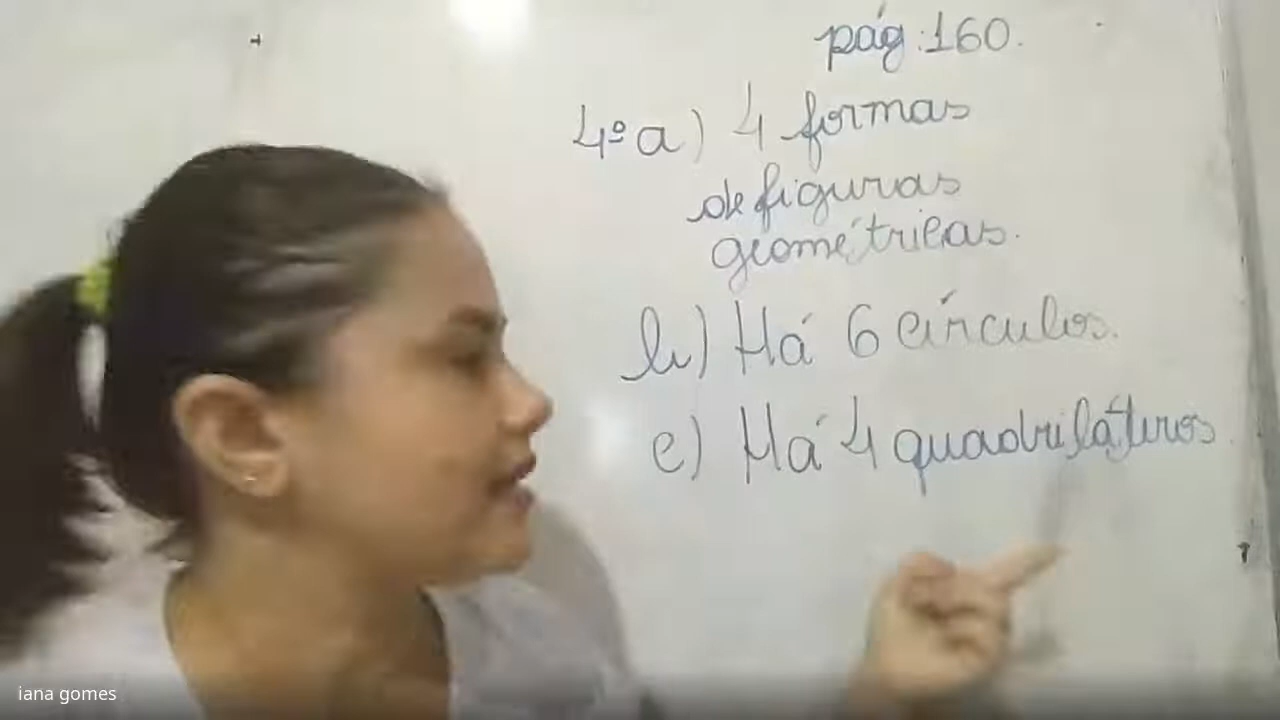 pág:160.
4º a) 4 formas
de figuras
geométricas.
b) Há 6 círculos.
c) Há 4 quadriláteros.
iana gomes